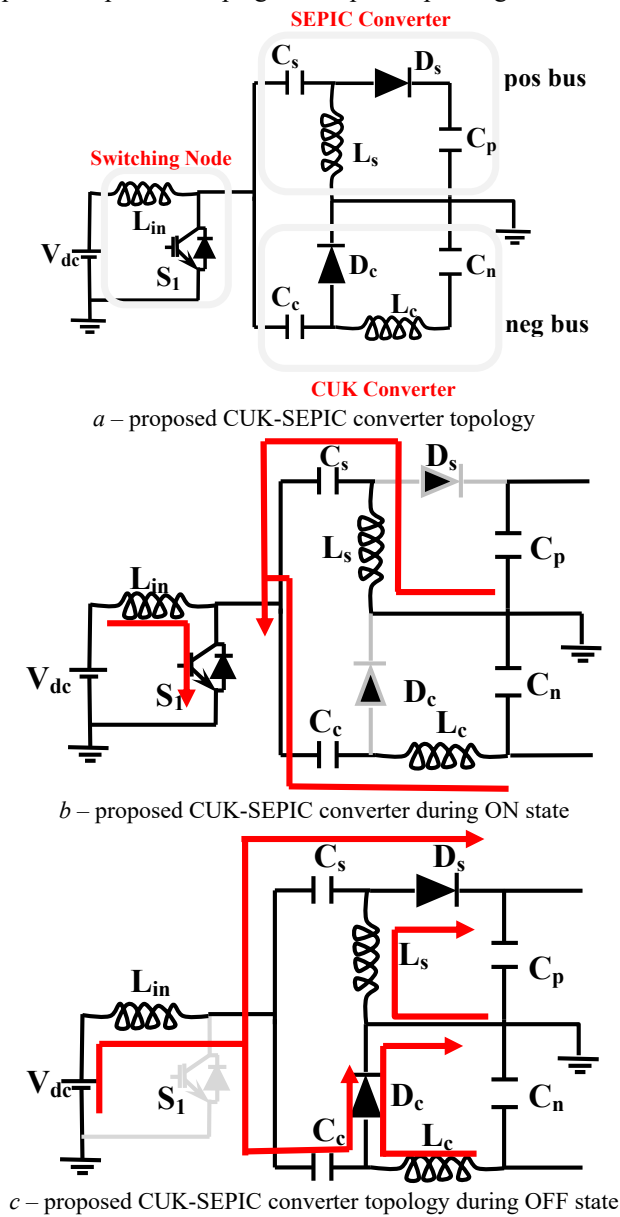 SEPIC Converter
Cs
Ds
pos bus
Ls
Cp
Switching Node
Lin
Vdc
S1
Dc
Cn
Cc
Lc
neg bus
CUK Converter
a – proposed CUK-SEPIC converter topology
Cs
Ds
Ls
Cp
Lin
Vdc
S1
Dc
Cn
Cc
Lc
b – proposed CUK-SEPIC converter during ON state
Cs
Ds
Ls
Cp
Lin
Vdc
S1
Dc
Cn
Cc
Lc
c – proposed CUK-SEPIC converter topology during OFF state